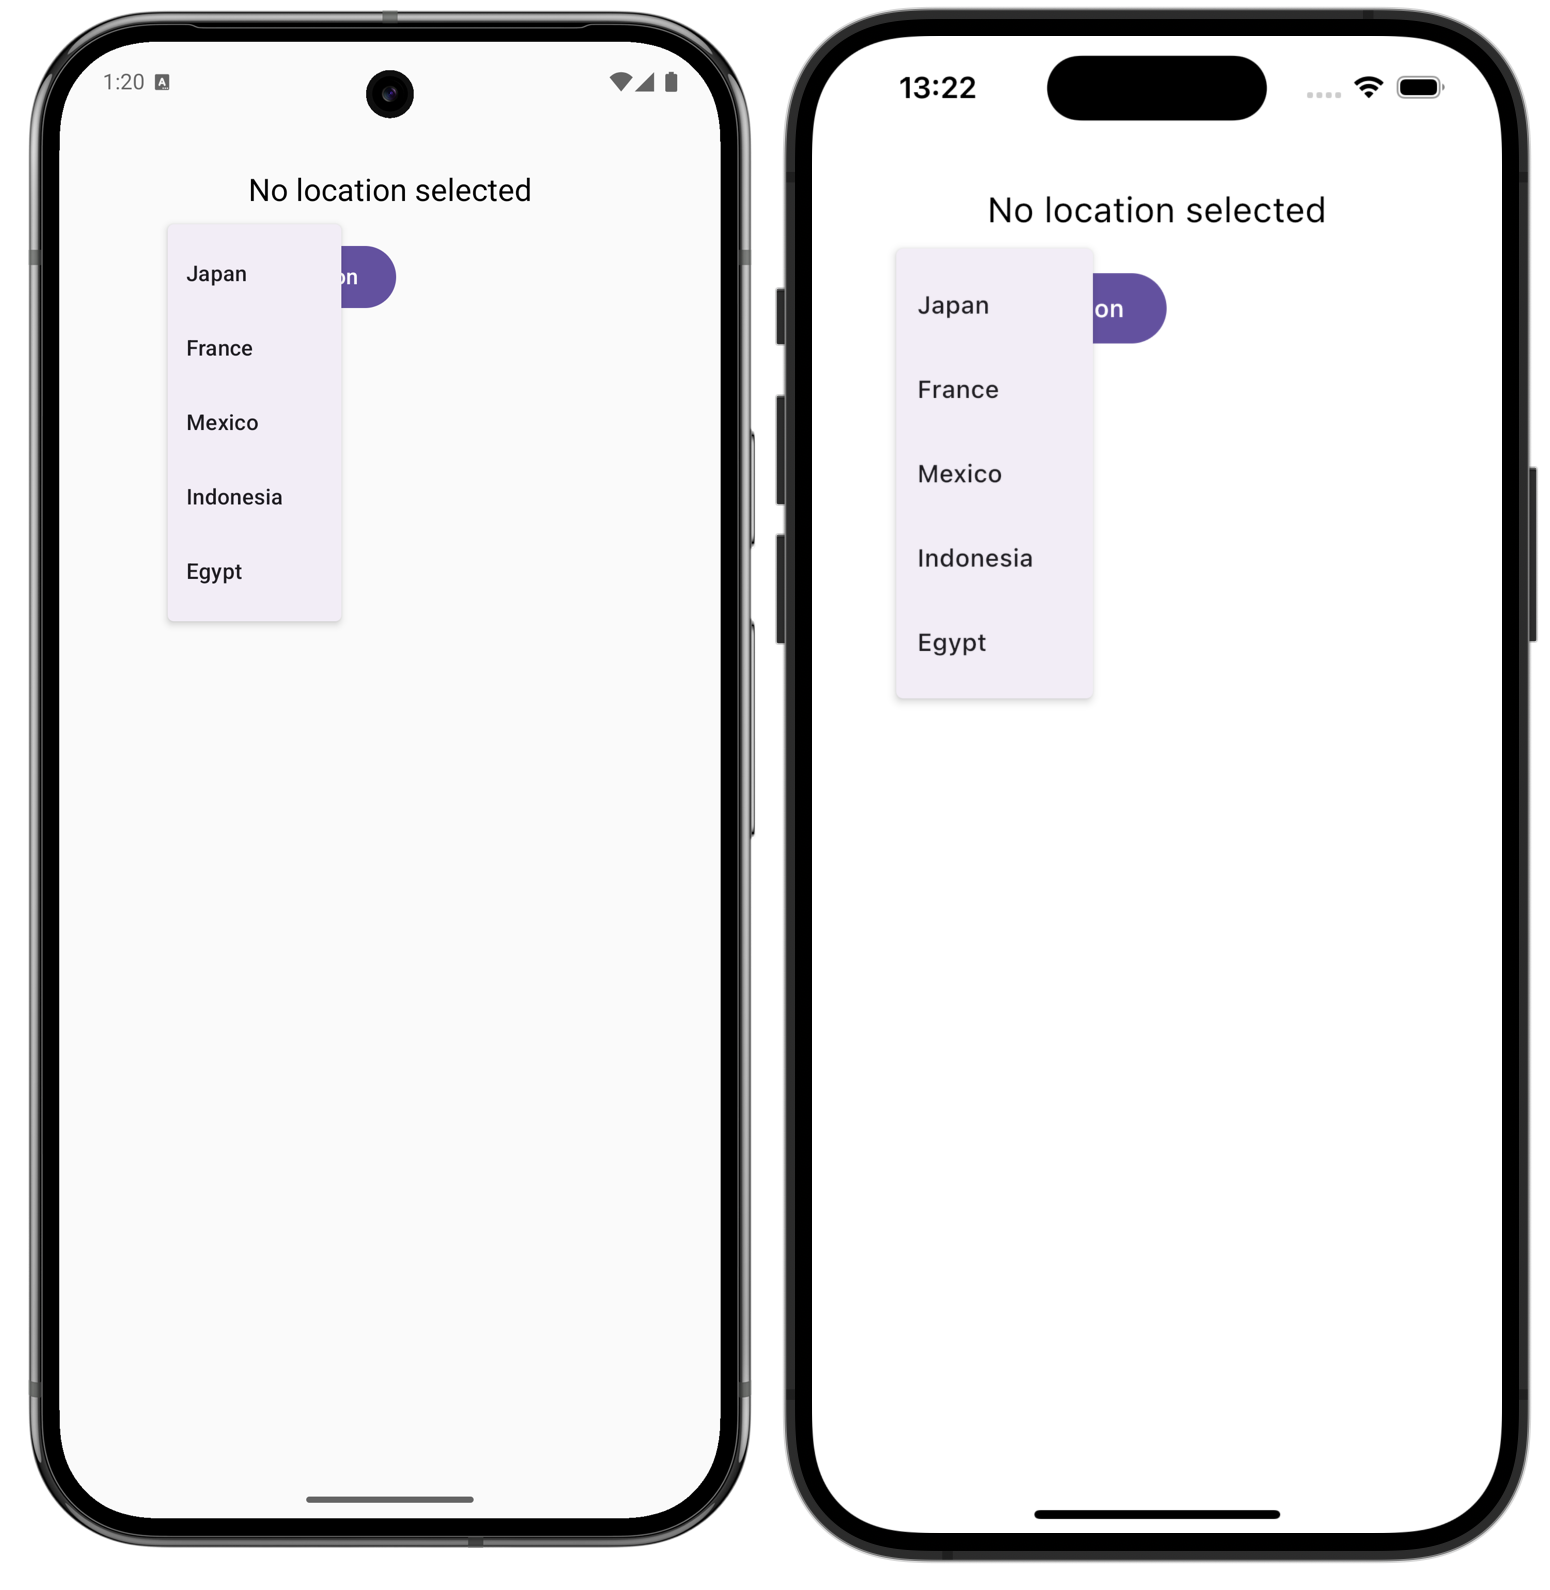 1:20 A
No location selected
Japan
on
France
Mexico
Indonesia
Egypt
13:22
No location selected
Japan
on
France
Mexico
Indonesia
Egypt